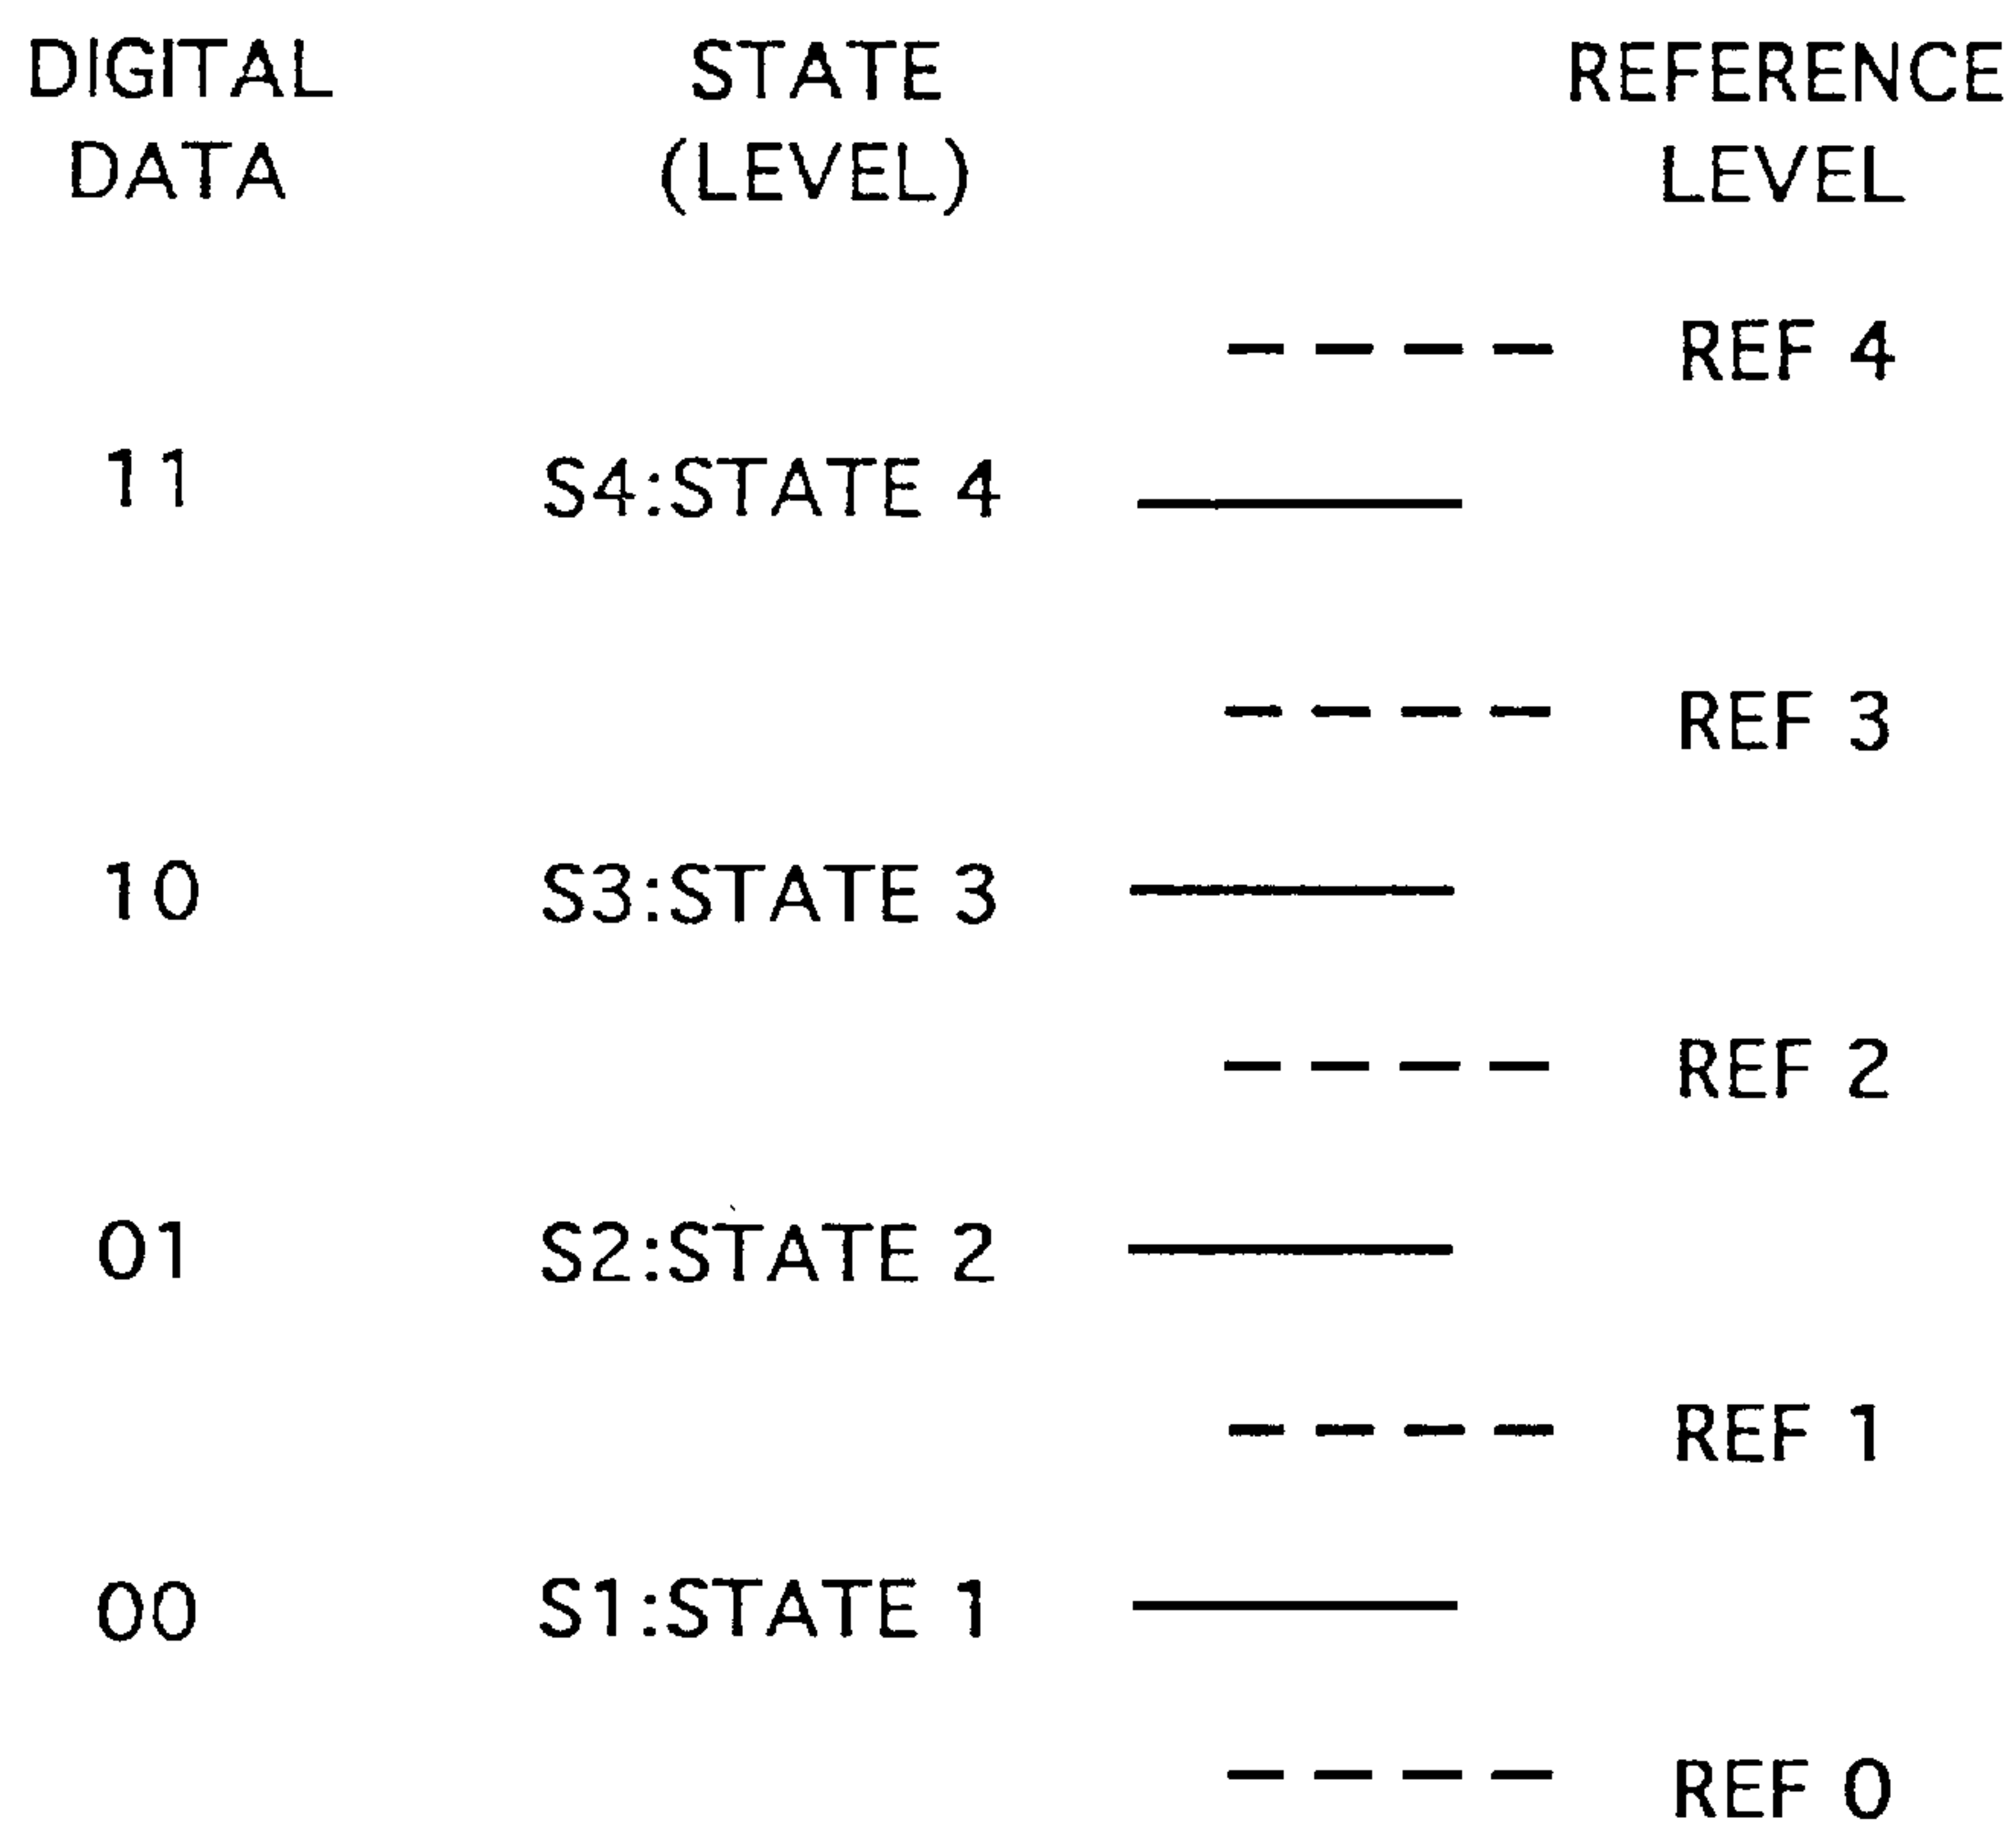 DIGITAL DATA
STATE (LEVEL)
REFERENCE LEVEL
REF 4
11 S4:STATE 4
REF 3
10 S3:STATE 3
REF 2
01 S2:STATE 2
REF 1
00 S1:STATE 1
REF 0